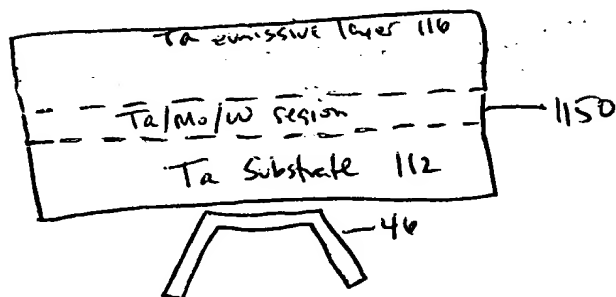 Ta emissive layer 116
Ta/Mo/W region
1150
Ta Substrate 112
46